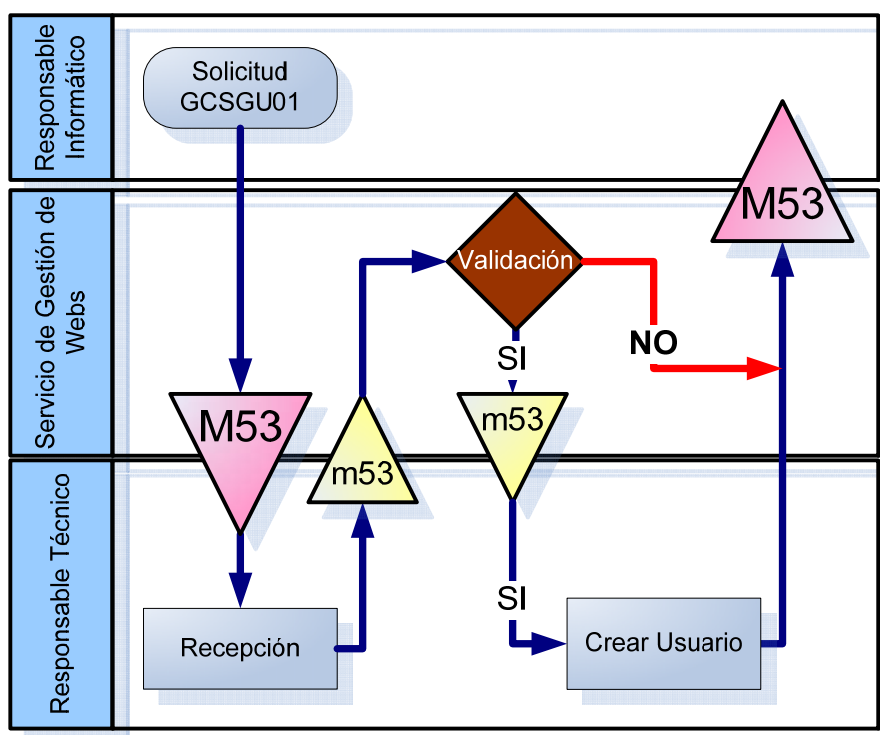 Responsable
Informático
Solicitud
GCSGU01
M53
Servicio de Gestión de
Webs
Validación
SI
NO
M53
m53
m53
Responsable Técnico
SI
Recepción
Crear Usuario